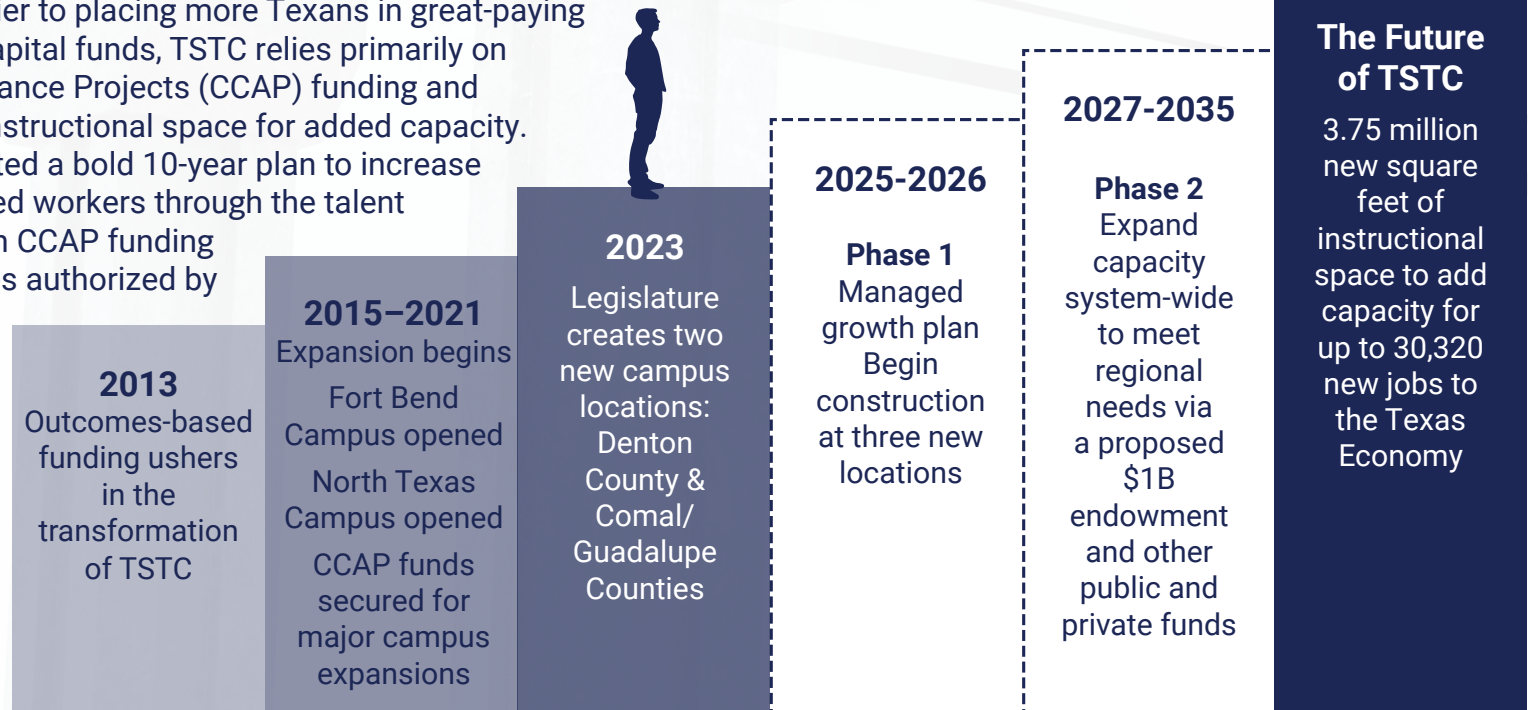 to placing more Texans in great-paying
funds, TSTC relies primarily on
Projects (CCAP) funding and
space for added capacity.
a bold 10-year plan to increase
workers through the talent
CCAP funding
authorized by
2013
Outcomes-based
funding ushers
in the
transformation
of TSTC
2015–2021
Expansion begins
Fort Bend
Campus opened
North Texas
Campus opened
CCAP funds
secured for
major campus
expansions
2023
Legislature
creates two
new campus
locations:
Denton
County &
Comal/
Guadalupe
Counties
2025-2026
Phase 1
Managed
growth plan
Begin
construction
at three new
locations
2027-2035
Phase 2
Expand
capacity
system-wide
to meet
regional
needs via
a proposed
$1B
endowment
and other
public and
private funds
The Future
of TSTC
3.75 million
new square
feet of
instructional
space to add
capacity for
up to 30,320
new jobs to
the Texas
Economy